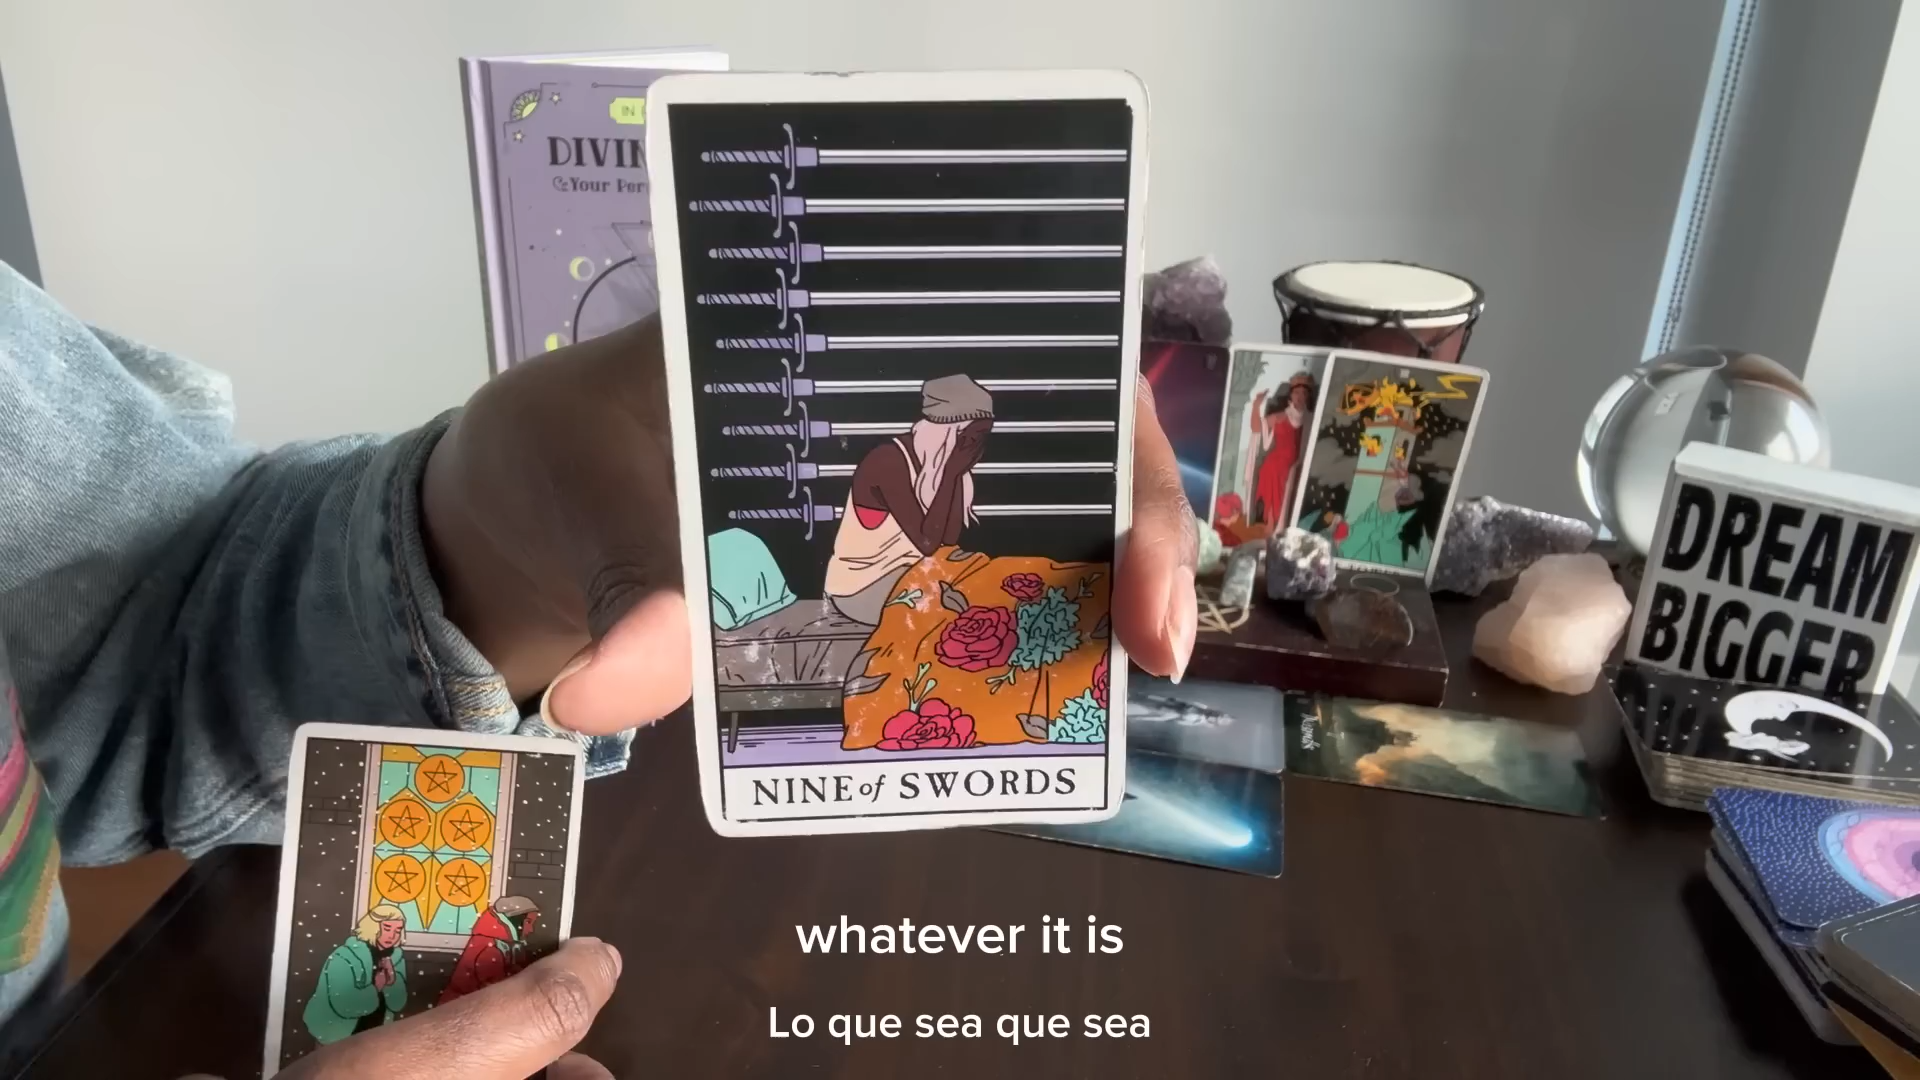 DIVIN
& Your Per
NINE of SWORDS
DREAM
BIGGER
whatever it is
Lo que sea que sea